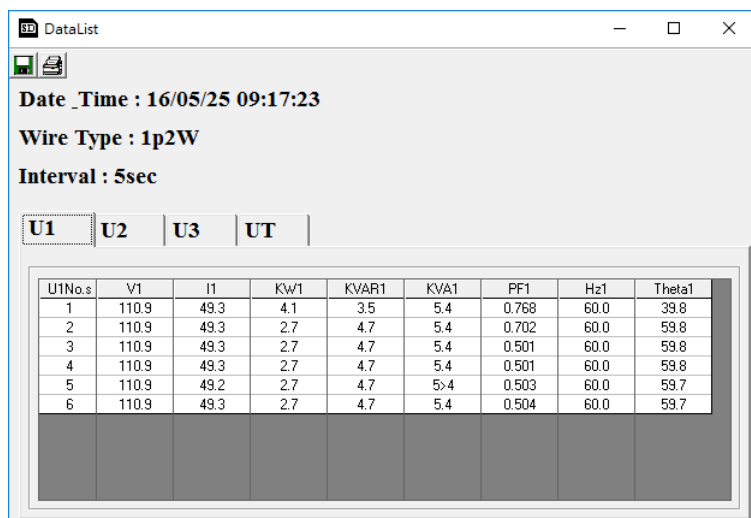 SD DataList
Date _Time : 16/05/25 09:17:23
Wire Type : 1p2W
Interval : 5sec
U1 U2 U3 UT
U1No.s V1 I1 KW1 KVAR1 KVA1 PF1 Hz1 Theta1
1 110.9 49.3 4.1 3.5 5.4 0.768 60.0 39.8
2 110.9 49.3 2.7 4.7 5.4 0.702 60.0 59.8
3 110.9 49.3 2.7 4.7 5.4 0.501 60.0 59.8
4 110.9 49.3 2.7 4.7 5.4 0.501 60.0 59.8
5 110.9 49.2 2.7 4.7 5>4 0.503 60.0 59.7
6 110.9 49.3 2.7 4.7 5.4 0.504 60.0 59.7